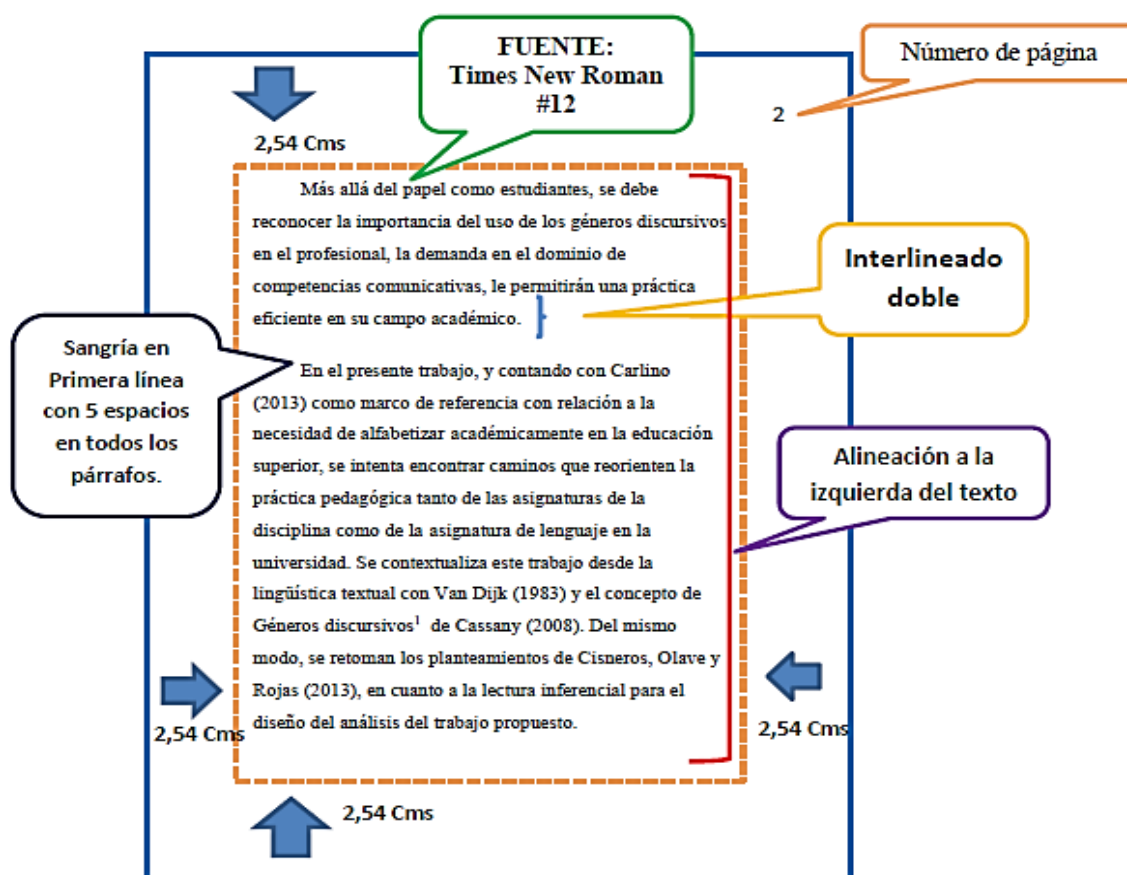 FUENTE:
Times New Roman
#12
Número de página
2
2,54 Cms
Más allá del papel como estudiantes, se debe
reconocer la importancia del uso de los géneros discursivos
en el profesional, la demanda en el dominio de
competencias comunicativas, le permitirán una práctica
eficiente en su campo académico.
Interlineado
doble
Sangría en
Primera línea
con 5 espacios
en todos los
párrafos.
En el presente trabajo, y contando con Carlino
(2013) como marco de referencia con relación a la
necesidad de alfabetizar académicamente en la educación
superior, se intenta encontrar caminos que reorienten la
práctica pedagógica tanto de las asignaturas de la
disciplina como de la asignatura de lenguaje en la
universidad. Se contextualiza este trabajo desde la
lingüística textual con Van Dijk (1983) y el concepto de
Géneros discursivos¹ de Cassany (2008). Del mismo
modo, se retoman los planteamientos de Cisneros, Olave y
Rojas (2013), en cuanto a la lectura inferencial para el
diseño del análisis del trabajo propuesto.
Alineación a la
izquierda del texto
2,54 Cms
2,54 Cms
2,54 Cms